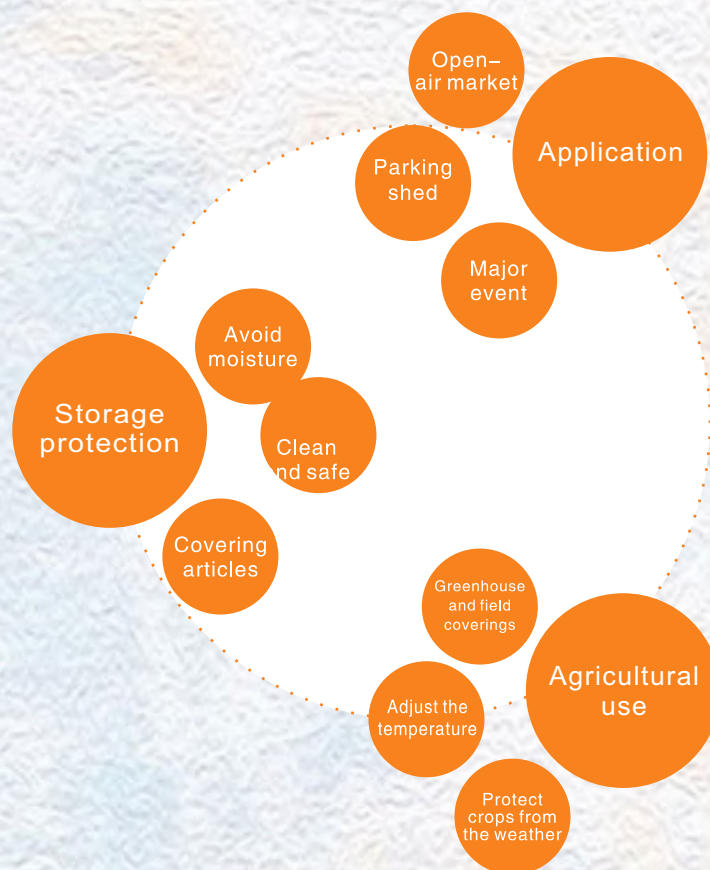 Open–
air market
Application
Parking
shed
Major
event
Avoid
moisture
Storage
protection
Clean
nd safe
Covering
articles
Greenhouse
and field
coverings
Agricultural
use
Adjust the
temperature
Protect
crops from
the weather